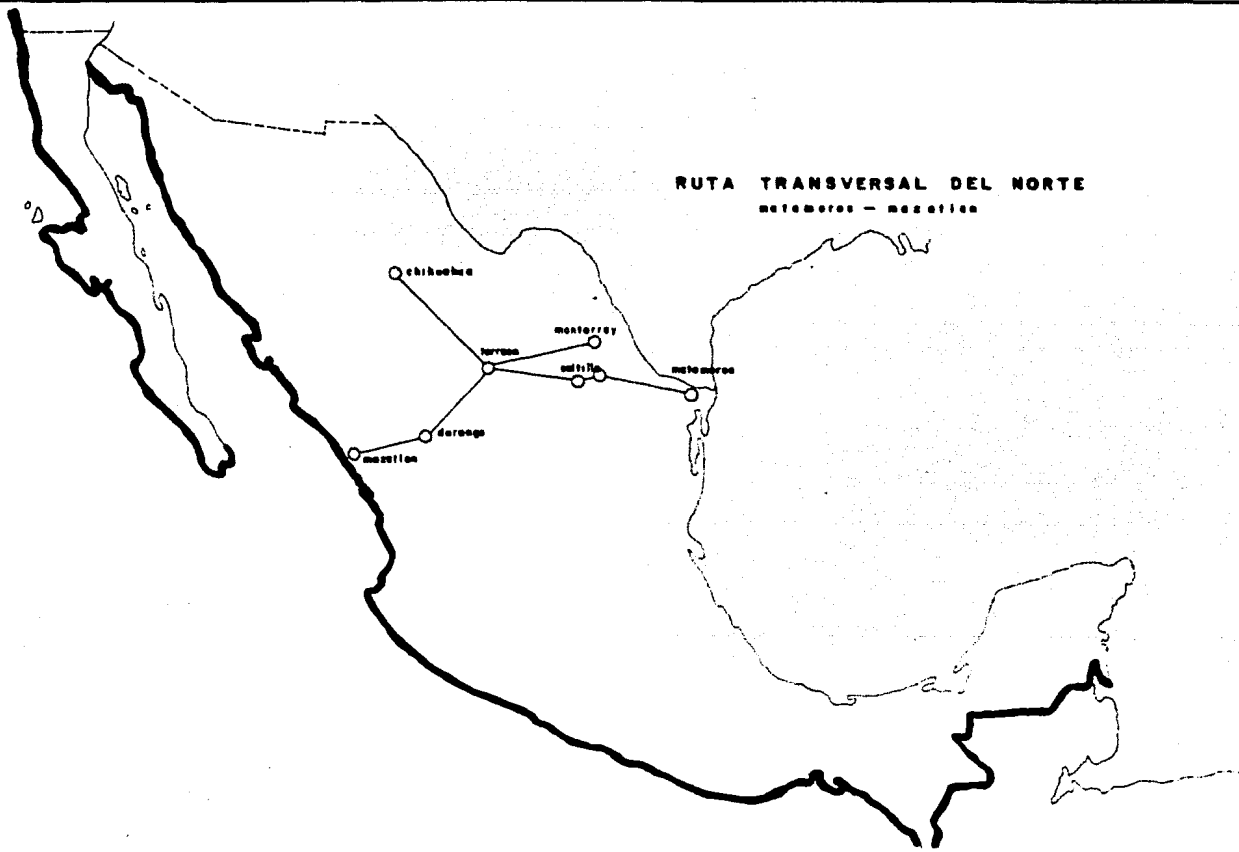 RUTA TRANSVERSAL DEL NORTE
matamoros — mazatlan
chihuahua
monterrey
torreon
saltillo
matamoros
durango
mazatlan